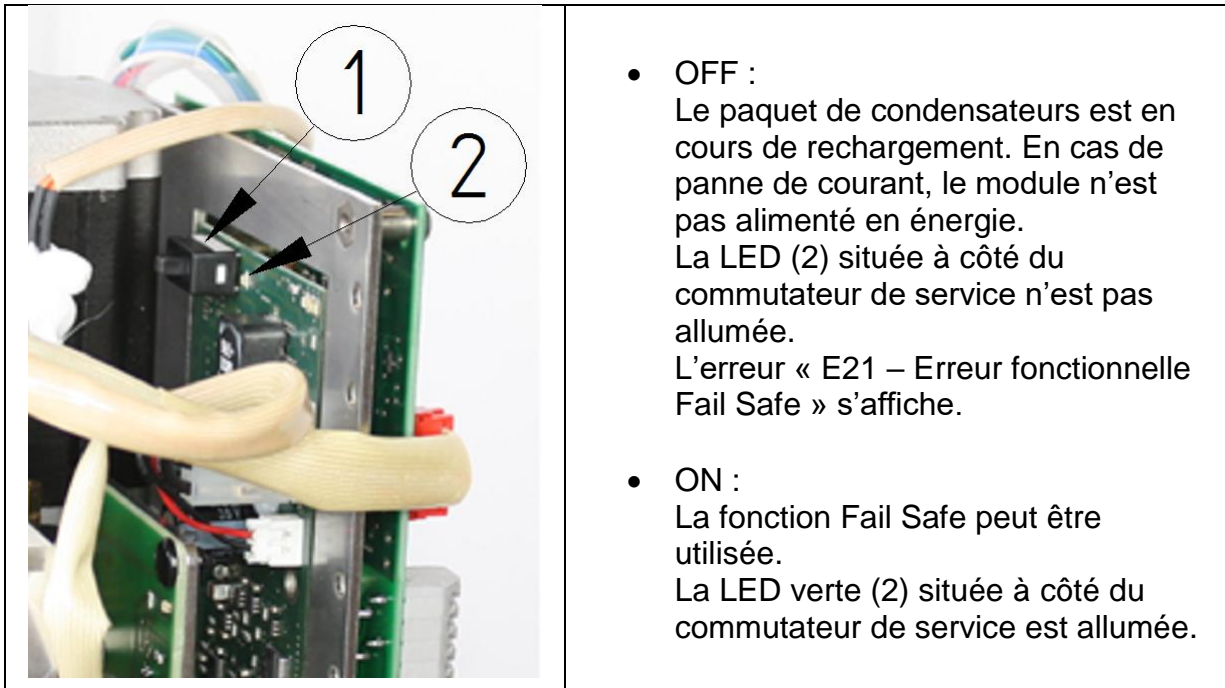 1
2
• OFF :
Le paquet de condensateurs est en
cours de rechargement. En cas de
panne de courant, le module n’est
pas alimenté en énergie.
La LED (2) située à côté du
commutateur de service n’est pas
allumée.
L’erreur « E21 – Erreur fonctionnelle
Fail Safe » s’affiche.
• ON :
La fonction Fail Safe peut être
utilisée.
La LED verte (2) située à côté du
commutateur de service est allumée.